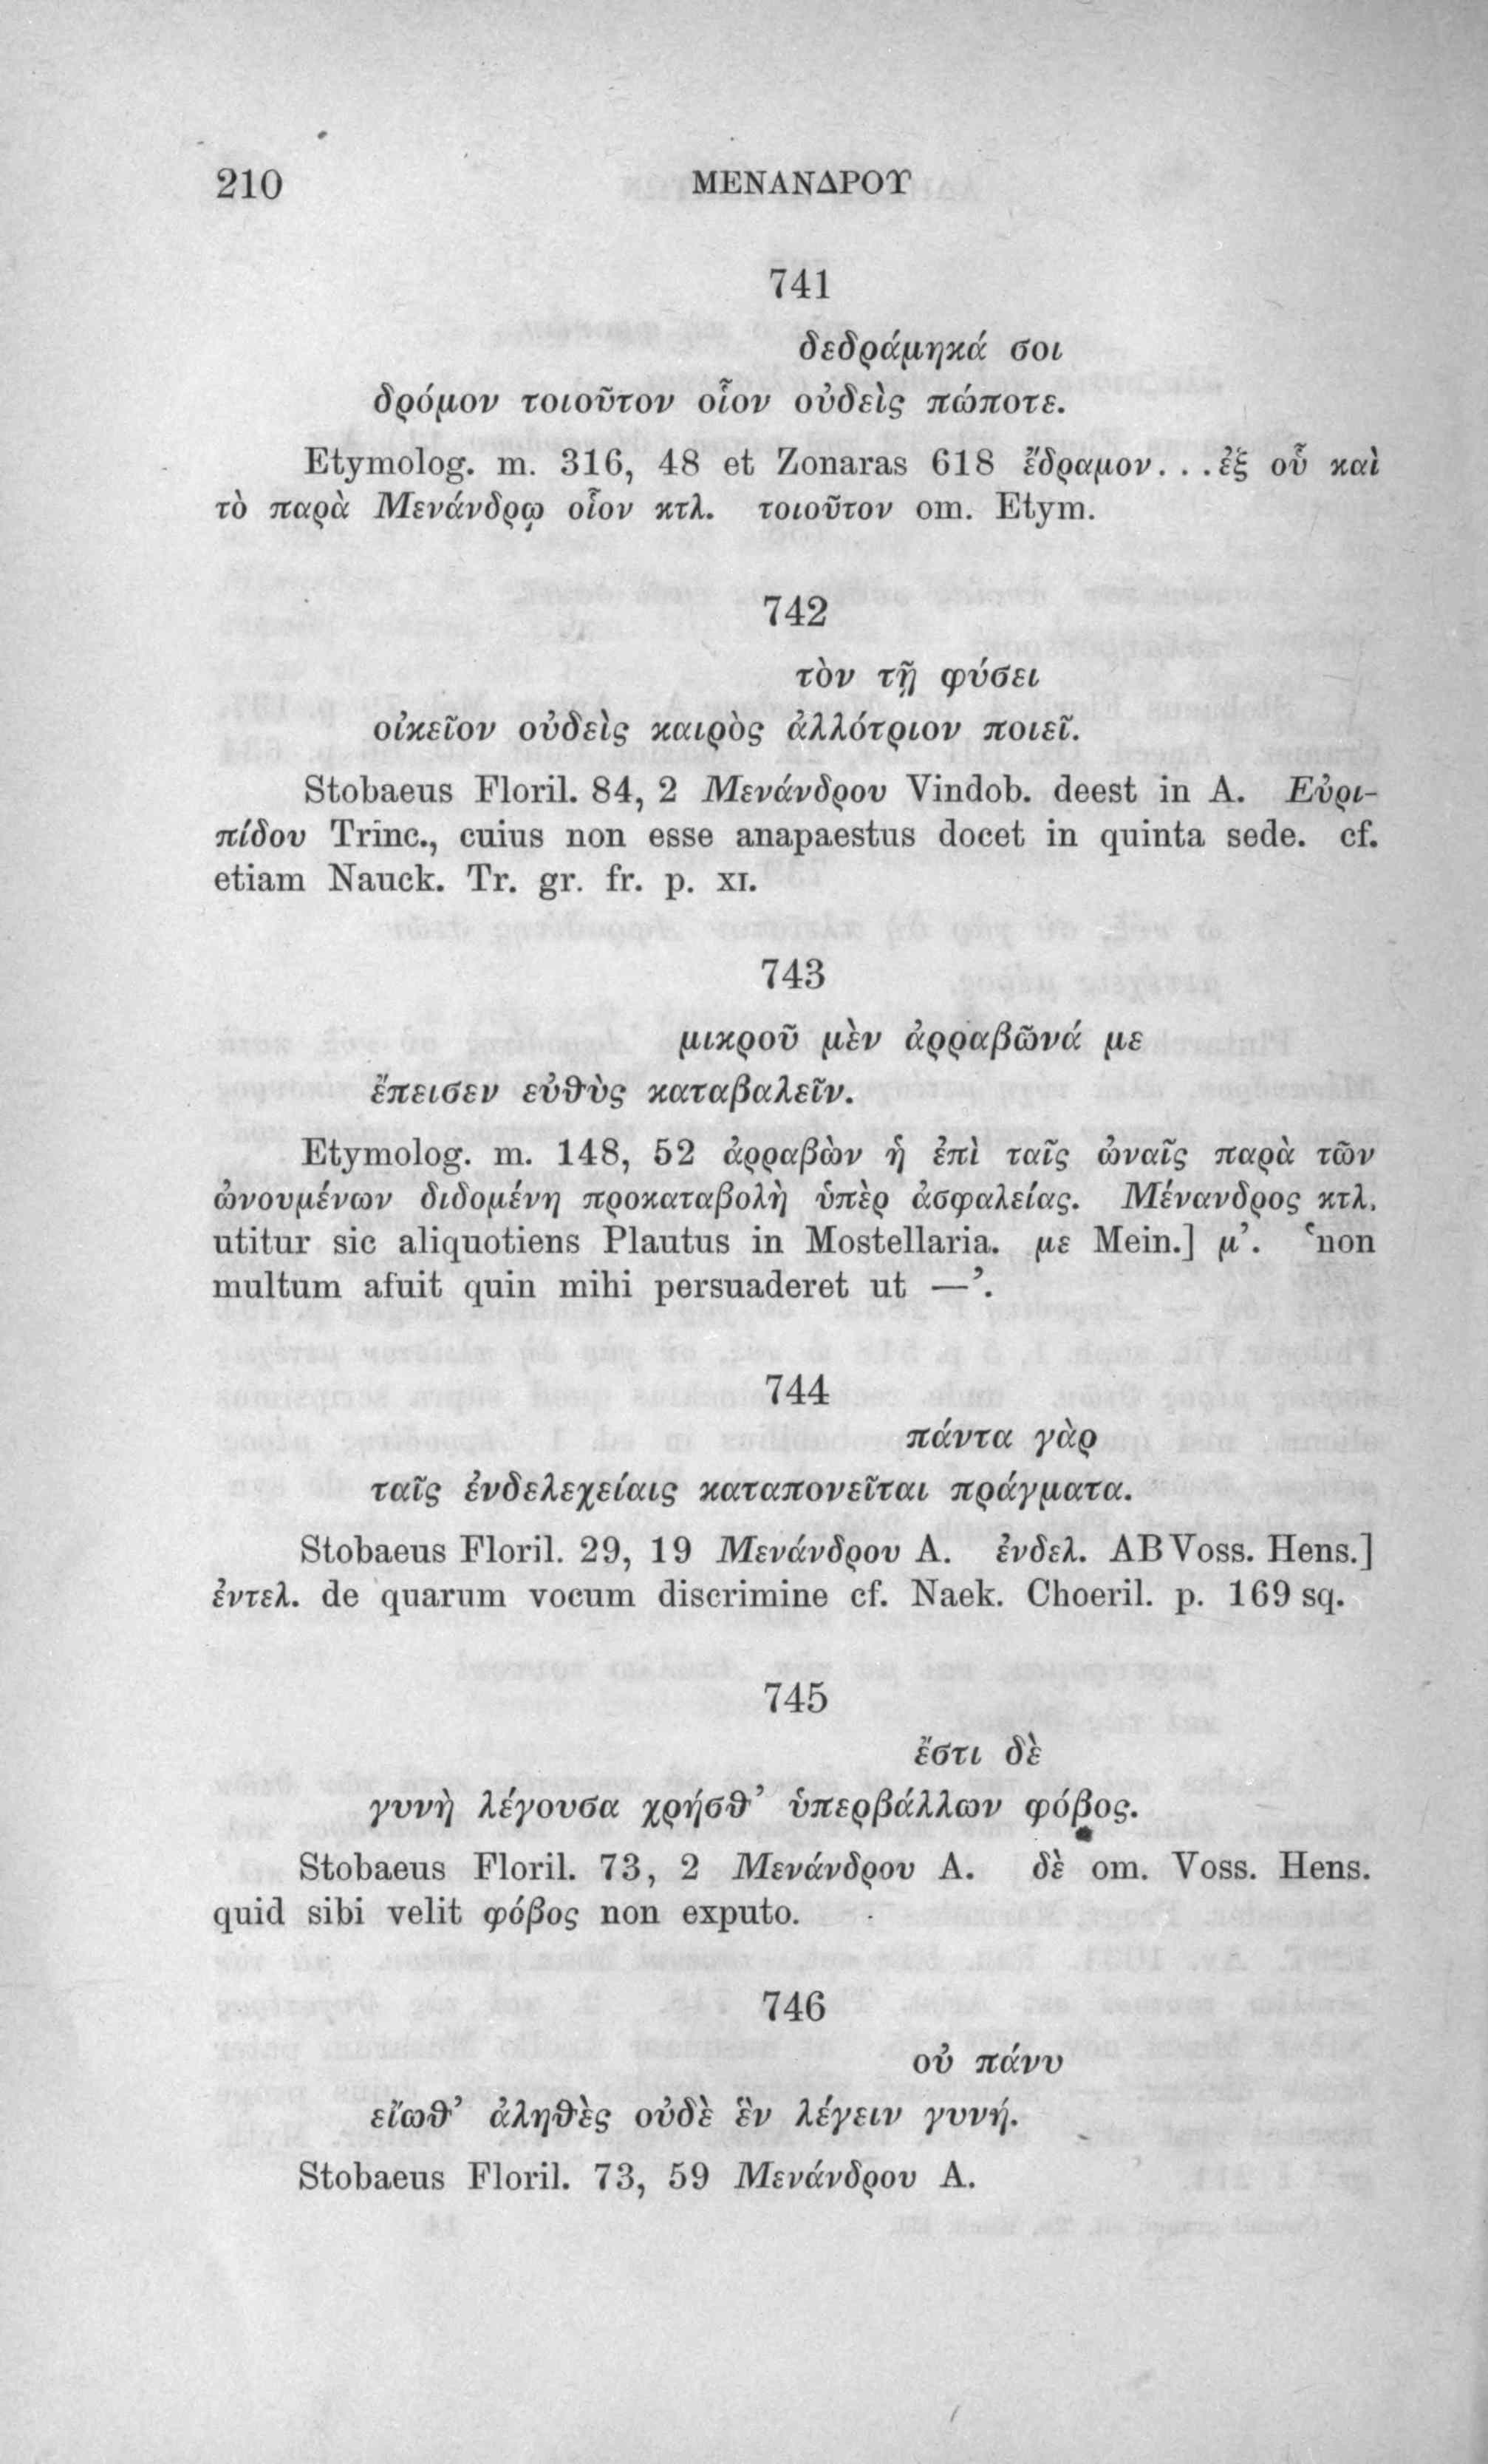 210 ΜΕΝΑΝΔΡΟΥ
741
δεδράμηκά σοι
δρόμον τοιοῦτον οἷον οὐδεὶς πώποτε.
Etymolog. m. 316, 48 et Zonaras 618 ἔδραμον. . .ἐξ οὗ καὶ
τὸ παρὰ Μενάνδρῳ οἷον κτλ. τοιοῦτον om. Etym.
742
τὸν τῇ φύσει
οἰκεῖον οὐδεὶς καιρὸς ἀλλότριον ποιεῖ.
Stobaeus Floril. 84, 2 Μενάνδρου Vindob. deest in A. Εὐρι-
πίδου Trinc., cuius non esse anapaestus docet in quinta sede. cf.
etiam Nauck. Tr. gr. fr. p. XI.
743
μικροῦ μὲν ἀρραβῶνά με
ἔπεισεν εὐθὺς καταβαλεῖν.
Etymolog. m. 148, 52 ἀρραβὼν ἡ ἐπὶ ταῖς ὠναῖς παρὰ τῶν
ὠνουμένων διδομένη προκαταβολὴ ὑπὲρ ἀσφαλείας. Μένανδρος κτλ.
utitur sic aliquotiens Plautus in Mostellaria. με Mein.] μ’. ‘non
multum afuit quin mihi persuaderet ut —’.
744
πάντα γὰρ
ταῖς ἐνδελεχείαις καταπονεῖται πράγματα.
Stobaeus Floril. 29, 19 Μενάνδρου A. ἐνδελ. AB Voss. Hens.]
ἐντελ. de quarum vocum discrimine cf. Naek. Choeril. p. 169 sq.
745
ἔστι δὲ
γυνὴ λέγουσα χρήσθ’ ὑπερβάλλων φόβος.
Stobaeus Floril. 73, 2 Μενάνδρου A. δὲ om. Voss. Hens.
quid sibi velit φόβος non exputo.
746
οὐ πάνυ
εἴωθ’ ἀληθὲς οὐδὲ ἓν λέγειν γυνή.
Stobaeus Floril. 73, 59 Μενάνδρου A.